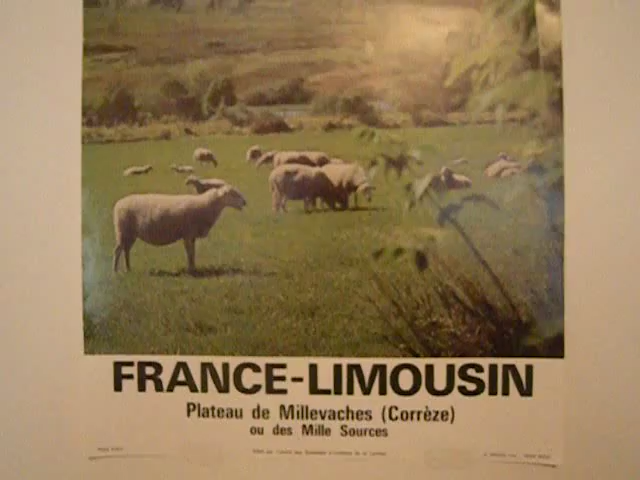 FRANCE-LIMOUSIN
Plateau de Millevaches (Corrèze)
ou des Mille Sources